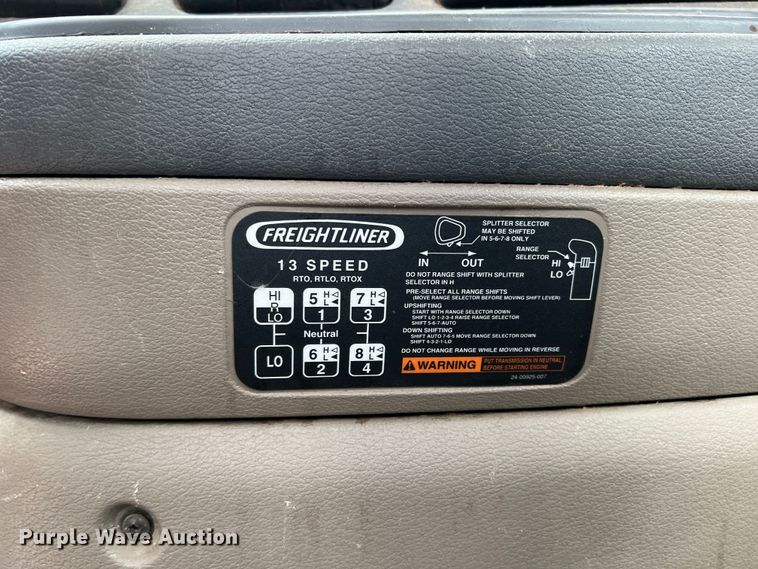 FREIGHTLINER
13 SPEED
RTO, RTLO, RTOX
HI
R
LO
5 H
L
1
7 H
L
3
Neutral
LO
6 H
L
2
8 H
L
4
SPLITTER SELECTOR
MAY BE SHIFTED
IN 5-6-7-8 ONLY
IN OUT
RANGE
SELECTOR
HI
LO
DO NOT RANGE SHIFT WITH SPLITTER
SELECTOR IN H
PRE-SELECT ALL RANGE SHIFTS
(MOVE RANGE SELECTOR BEFORE MOVING SHIFT LEVER)
UPSHIFTING
START WITH RANGE SELECTOR DOWN
SHIFT LO 1-2-3-4 RAISE RANGE SELECTOR
SHIFT 5-6-7 AUTO
DOWN SHIFTING
SHIFT AUTO 7-6-5 MOVE RANGE SELECTOR DOWN
SHIFT 4-3-2-1-LO
DO NOT CHANGE RANGE WHILE MOVING IN REVERSE
WARNING
PUT TRANSMISSION IN NEUTRAL
BEFORE STARTING ENGINE
24 00925-007
Purple Wave Auction